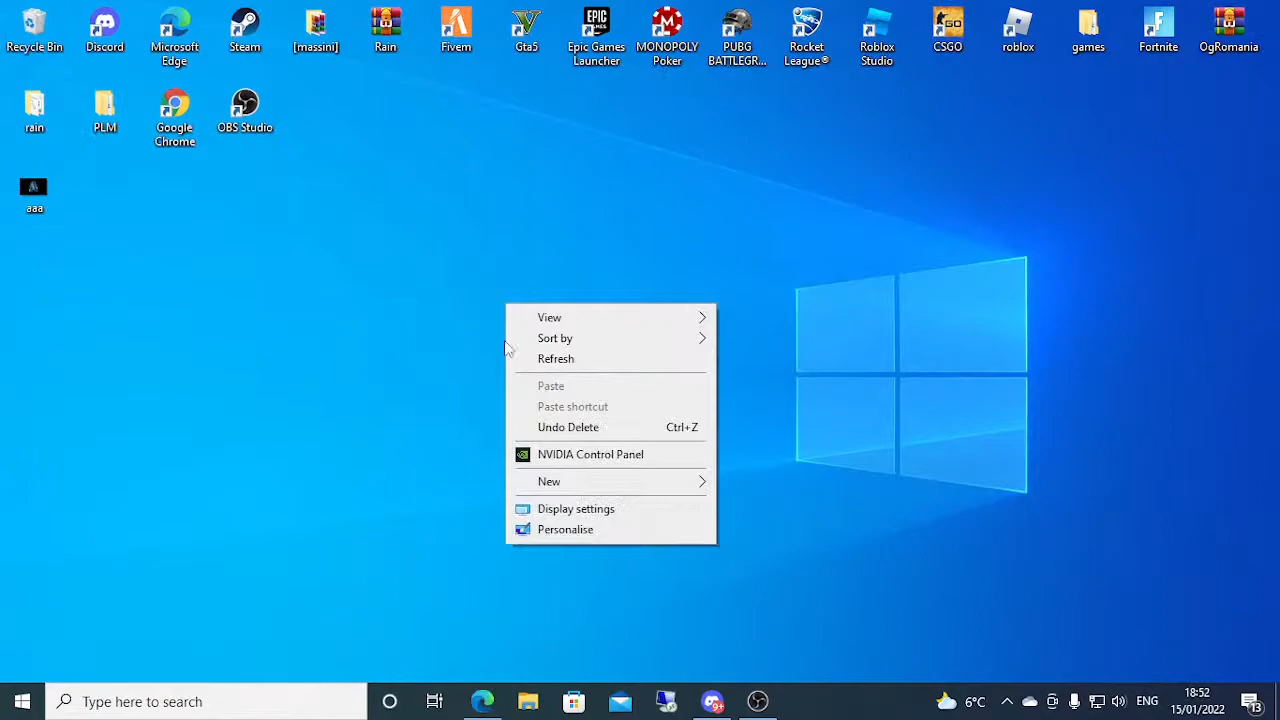 Recycle Bin
Discord
Microsoft
Edge
Steam
[massini]
Rain
Fivem
Gta5
Epic Games
Launcher
MONOPOLY
Poker
PUBG
BATTLEGR...
Rocket
League®
Roblox
Studio
CSGO
roblox
games
Fortnite
OgRomania
rain
PLM
Google
Chrome
OBS Studio
aaa
View
Sort by
Refresh
Paste
Paste shortcut
Undo Delete Ctrl+Z
NVIDIA Control Panel
New
Display settings
Personalise
Type here to search
9+
6°C
ENG
18:52
15/01/2022
13